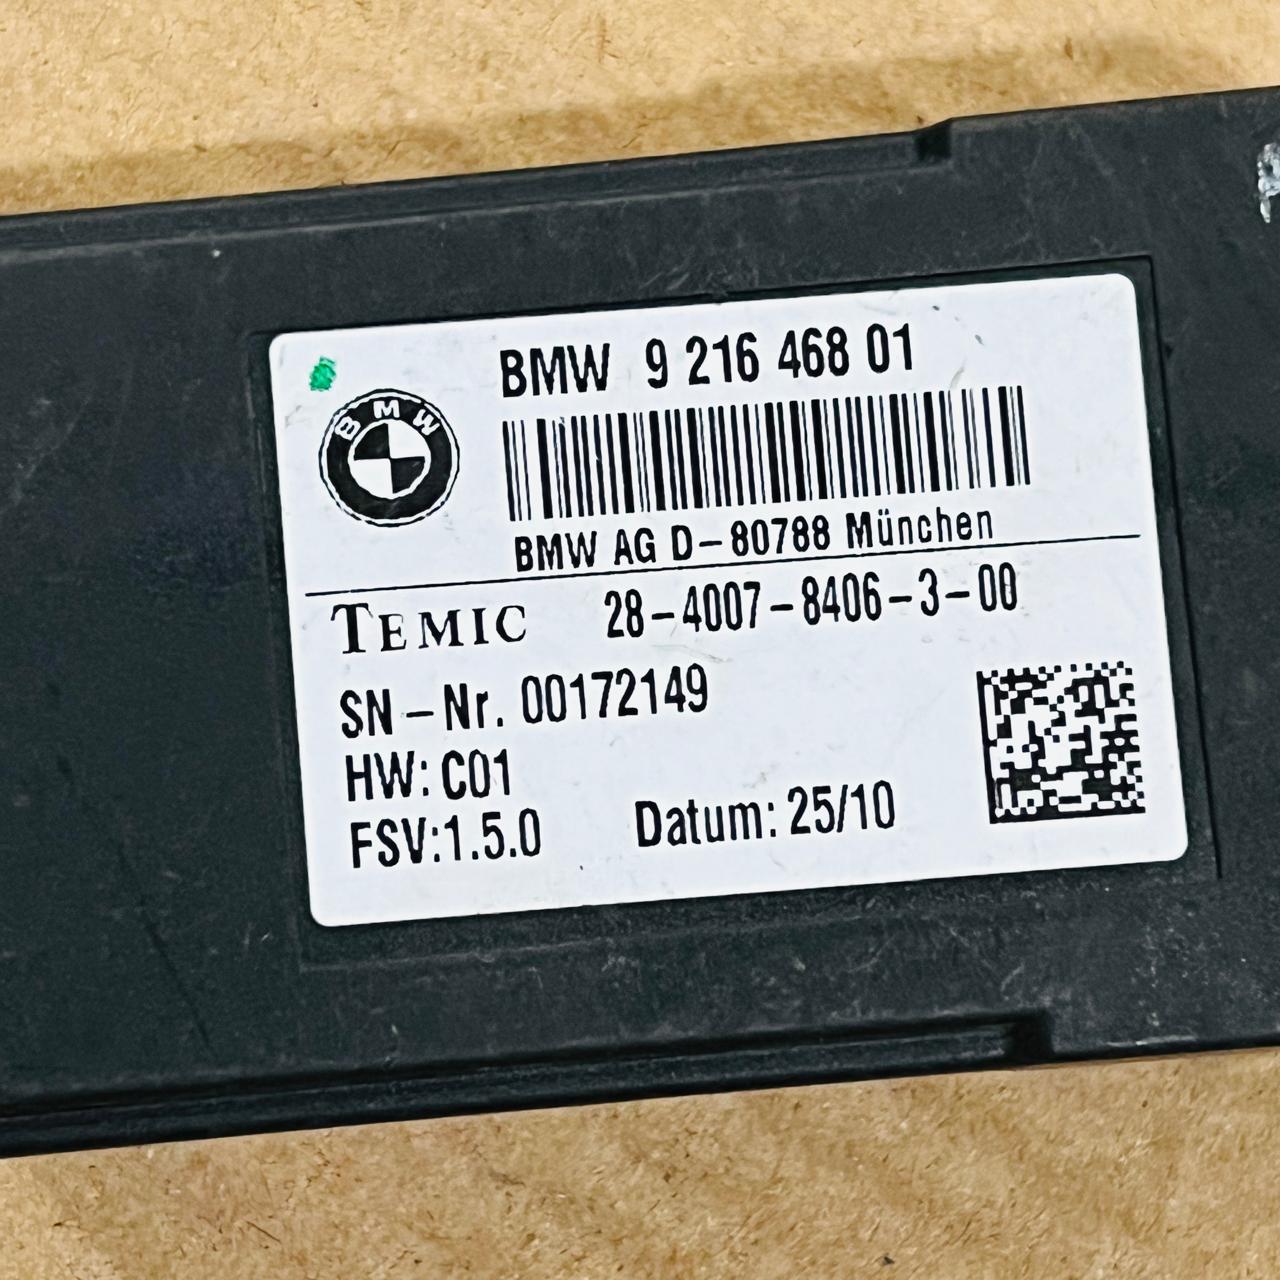 BMW 9 216 468 01
BMW
BMW AG D-80788 München
TEMIC 28-4007-8406-3-00
SN-Nr. 00172149
HW: C01
FSV:1.5.0 Datum: 25/10